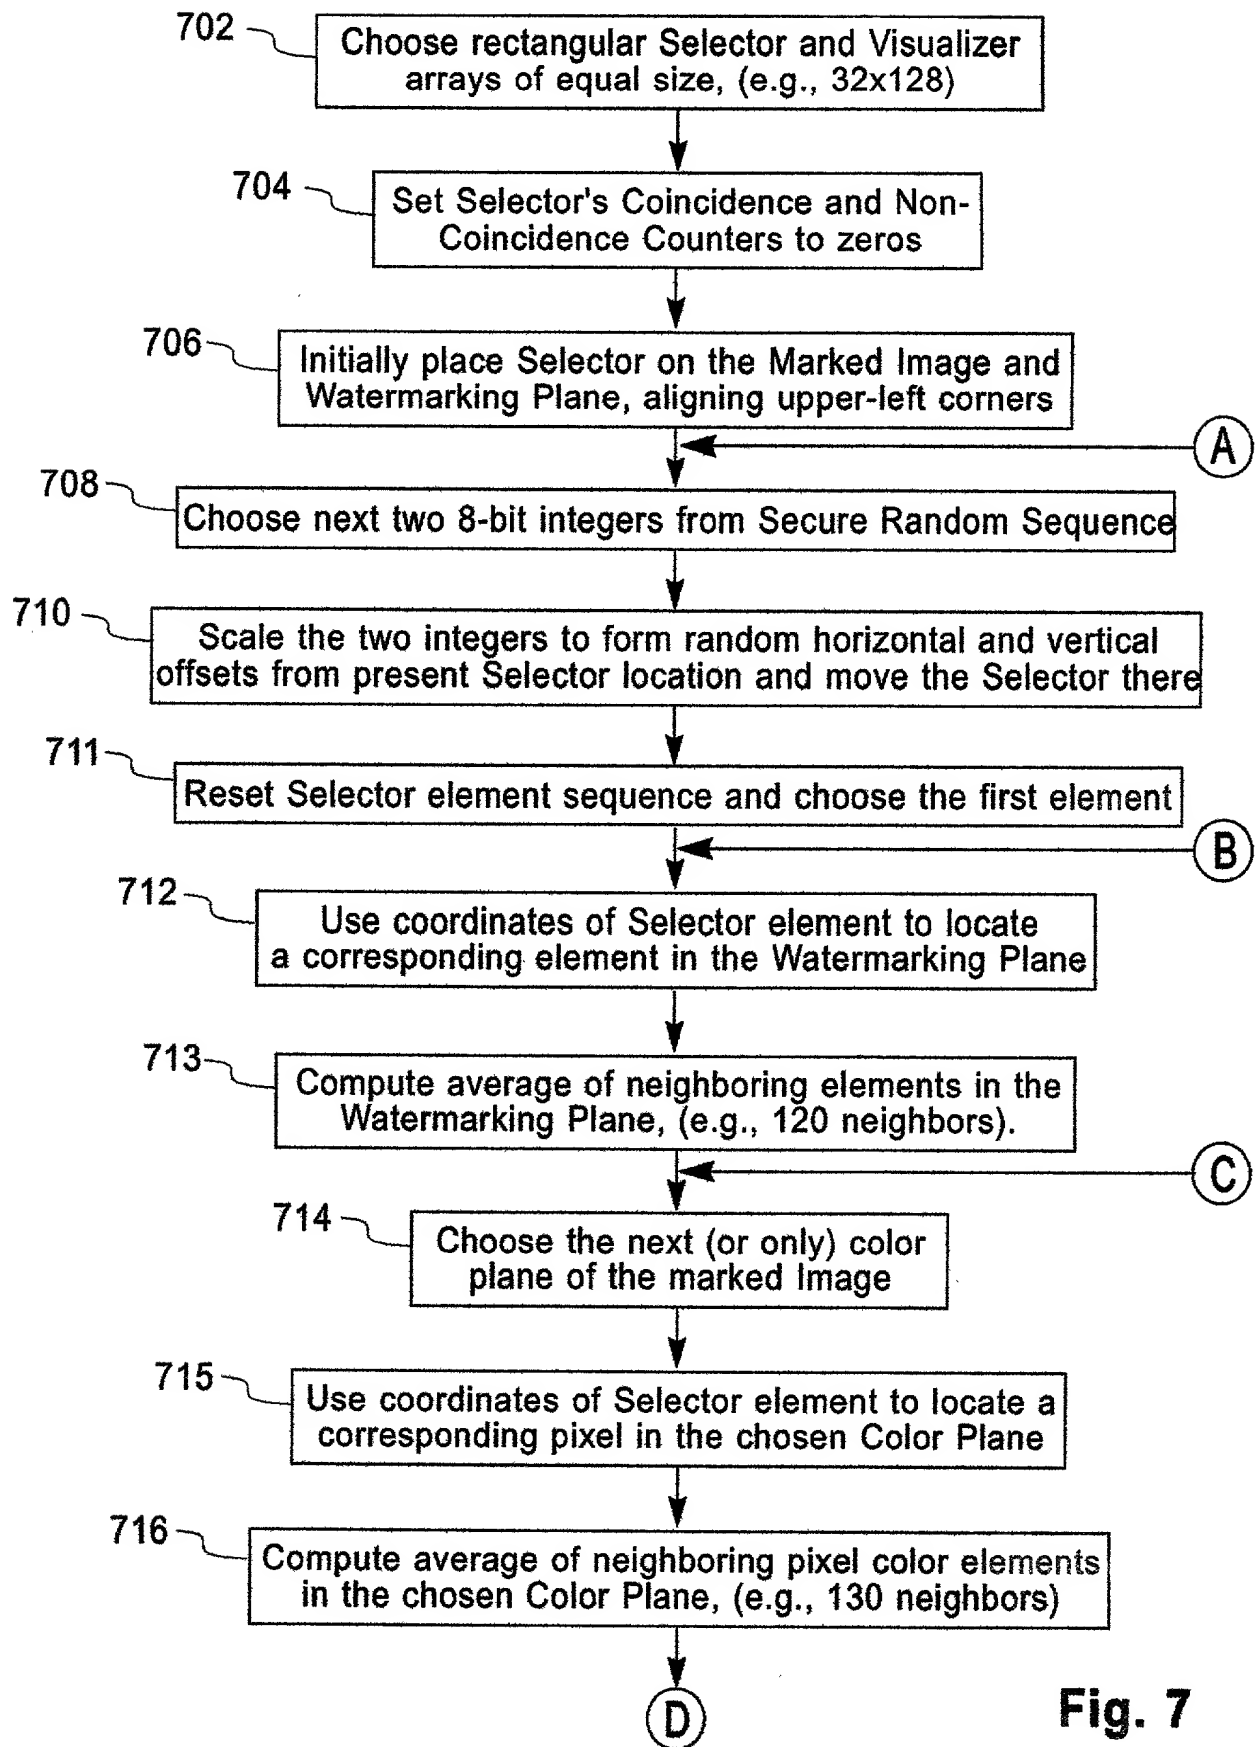 702
Choose rectangular Selector and Visualizer
arrays of equal size, (e.g., 32x128)
704
Set Selector's Coincidence and Non-
Coincidence Counters to zeros
706
Initially place Selector on the Marked Image and
Watermarking Plane, aligning upper-left corners
A
708
Choose next two 8-bit integers from Secure Random Sequence
710
Scale the two integers to form random horizontal and vertical
offsets from present Selector location and move the Selector there
711
Reset Selector element sequence and choose the first element
B
712
Use coordinates of Selector element to locate
a corresponding element in the Watermarking Plane
713
Compute average of neighboring elements in the
Watermarking Plane, (e.g., 120 neighbors).
C
714
Choose the next (or only) color
plane of the marked Image
715
Use coordinates of Selector element to locate a
corresponding pixel in the chosen Color Plane
716
Compute average of neighboring pixel color elements
in the chosen Color Plane, (e.g., 130 neighbors)
D
Fig. 7